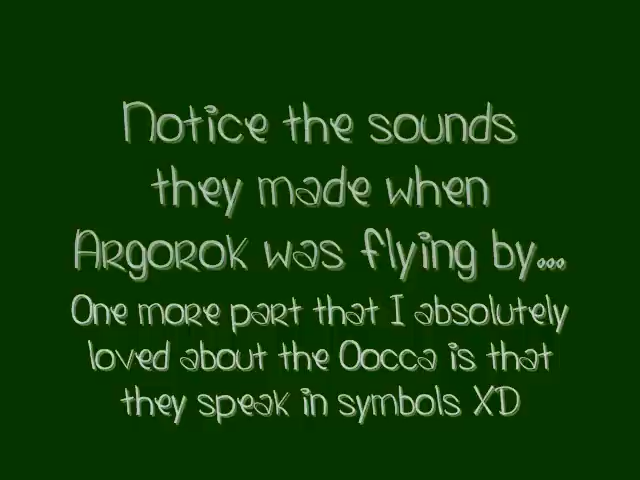 Notice the sounds
they made when
Argorok was flying by...
One more part that I absolutely
loved about the Oocca is that
they speak in symbols XD